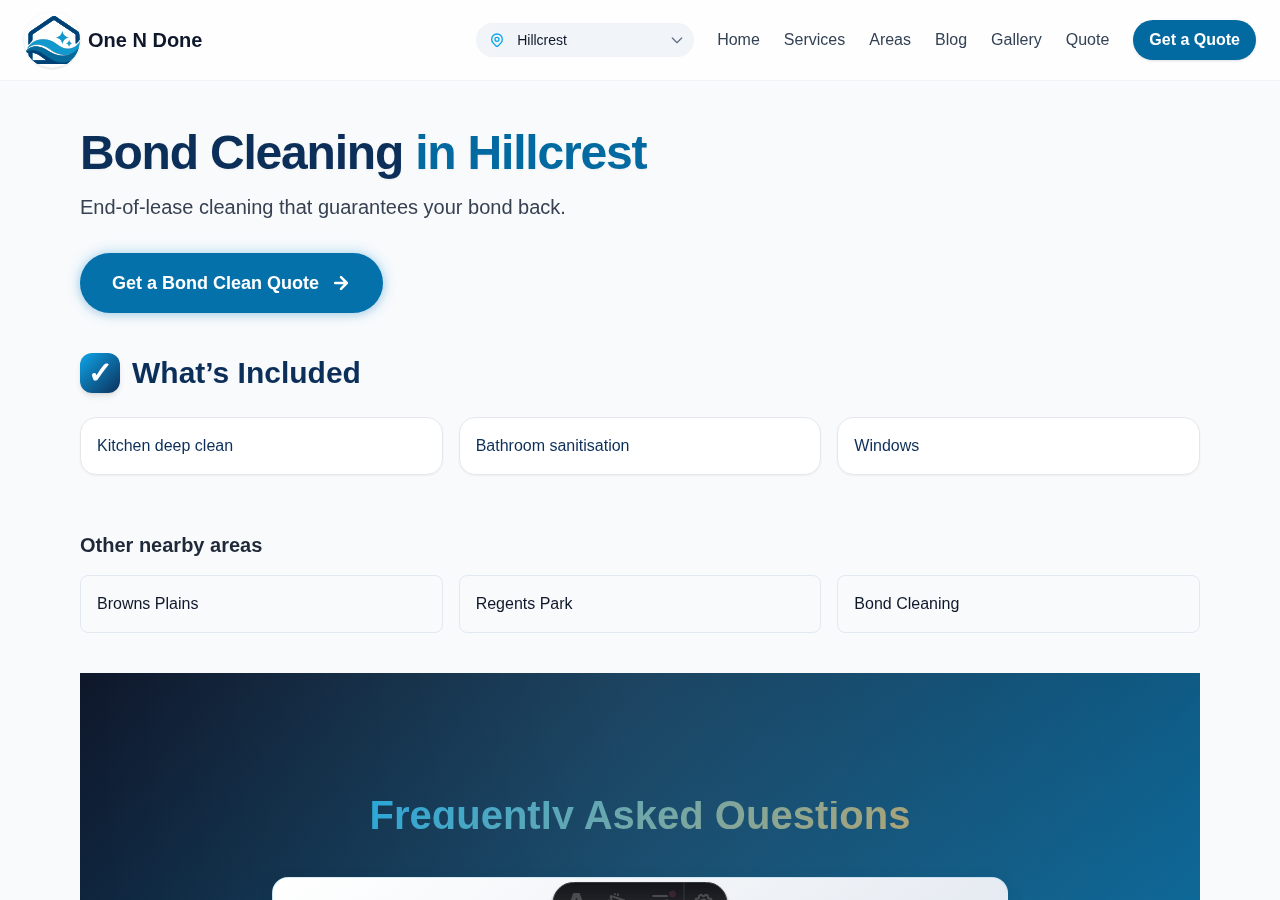 One N Done
Hillcrest
Home
Services
Areas
Blog
Gallery
Quote
Get a Quote
Bond Cleaning in Hillcrest
End-of-lease cleaning that guarantees your bond back.
Get a Bond Clean Quote
✓ What’s Included
Kitchen deep clean
Bathroom sanitisation
Windows
Other nearby areas
Browns Plains
Regents Park
Bond Cleaning
Frequently Asked Questions